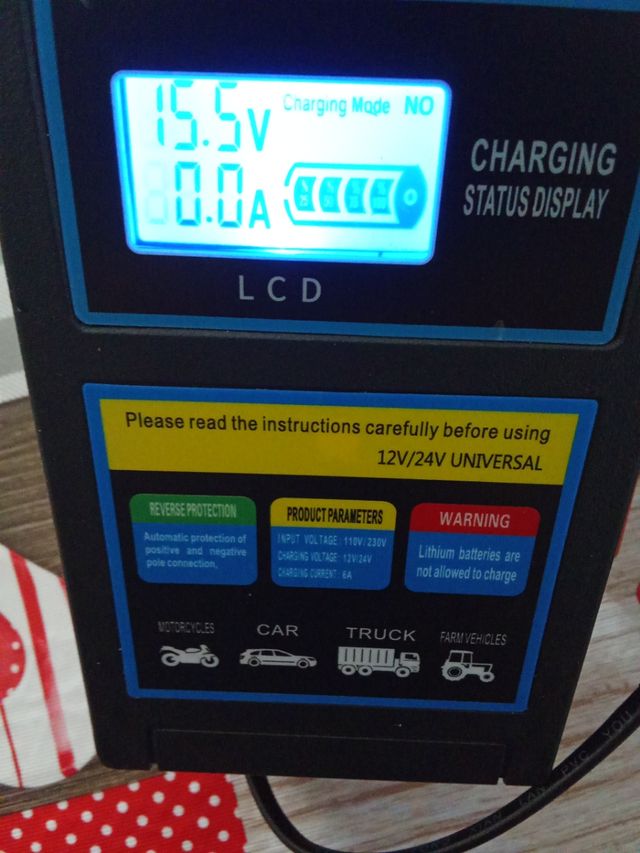 15.5V
Charging Mode NO
0.0A
CHARGING
STATUS DISPLAY
LCD
Please read the instructions carefully before using
12V/24V UNIVERSAL
REVERSE PROTECTION
Automatic protection of
positive and negative
pole connection,
PRODUCT PARAMETERS
INPUT VOLTAGE: 110V/230V
CHARGING VOLTAGE: 12V/24V
CHARGING CURRENT: 6A
WARNING
Lithium batteries are
not allowed to charge
MOTORCYCLES
CAR
TRUCK
FARM VEHICLES